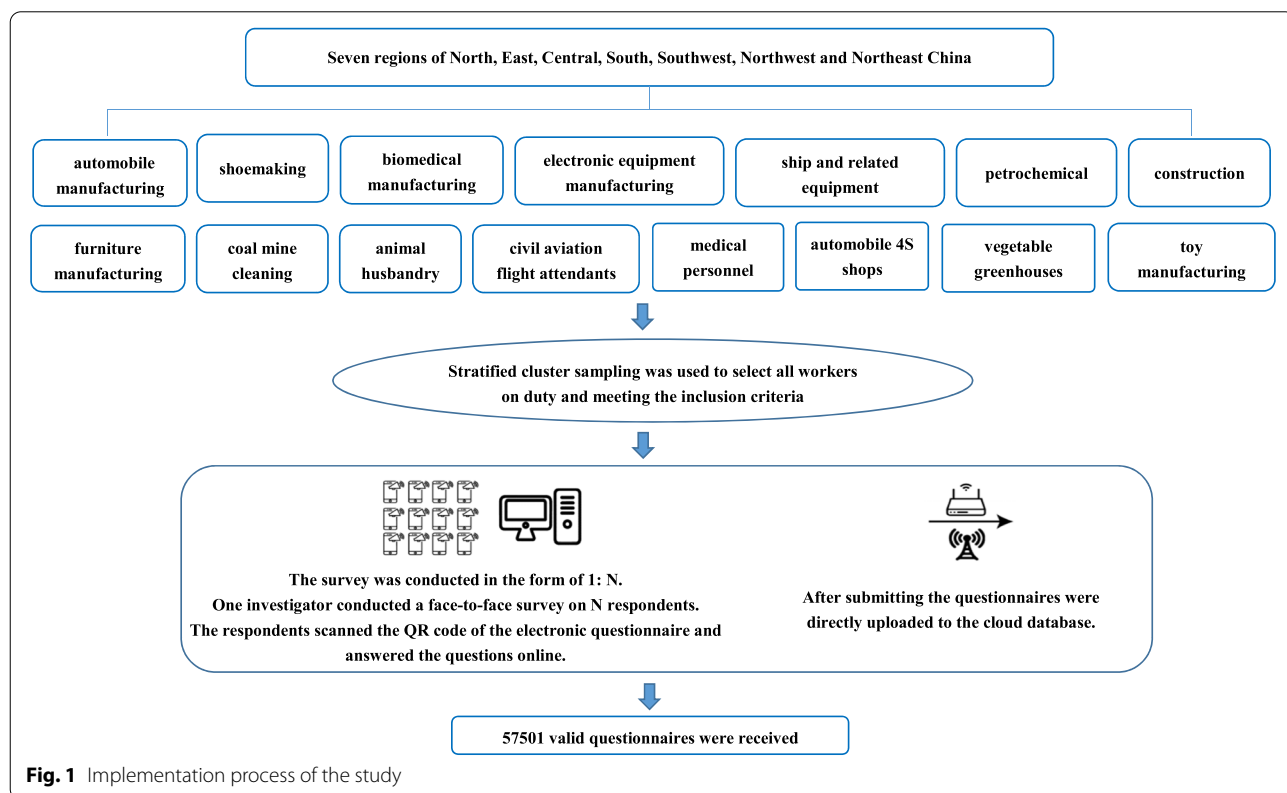 Seven regions of North, East, Central, South, Southwest, Northwest and Northeast China
automobile
manufacturing
shoemaking
biomedical
manufacturing
electronic equipment
manufacturing
ship and related
equipment
petrochemical
construction
furniture
manufacturing
coal mine
cleaning
animal
husbandry
civil aviation
flight attendants
medical
personnel
automobile 4S
shops
vegetable
greenhouses
toy
manufacturing
Stratified cluster sampling was used to select all workers
on duty and meeting the inclusion criteria
The survey was conducted in the form of 1: N.
One investigator conducted a face-to-face survey on N respondents.
The respondents scanned the QR code of the electronic questionnaire and
answered the questions online.
After submitting the questionnaires were
directly uploaded to the cloud database.
57501 valid questionnaires were received
Fig. 1 Implementation process of the study